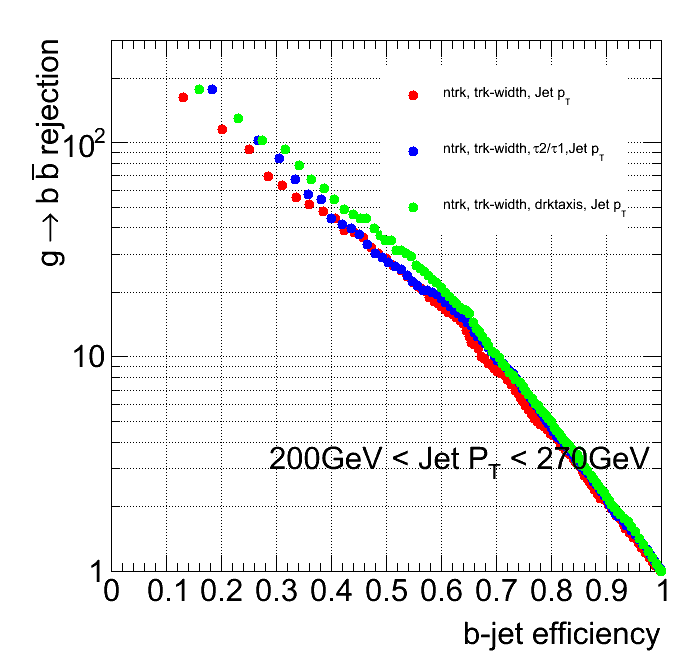 g → b b̅ rejection
10²
10
1
ntrk, trk-width, Jet p_T
ntrk, trk-width, τ2/τ1,Jet p_T
ntrk, trk-width, drktaxis, Jet p_T
200GeV < Jet P_T < 270GeV
0 0.1 0.2 0.3 0.4 0.5 0.6 0.7 0.8 0.9 1
b-jet efficiency